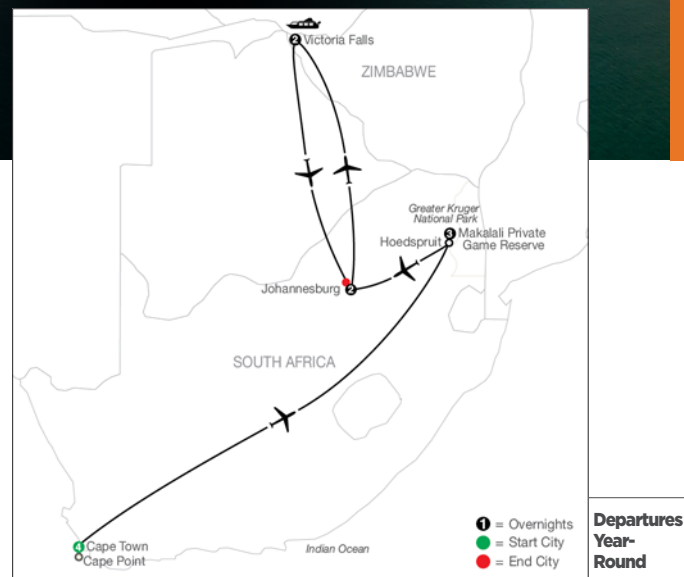 2 Victoria Falls
ZIMBABWE
Greater Kruger
National Park
3 Makalali Private
Game Reserve
Hoedspruit
Johannesburg 2
SOUTH AFRICA
4 Cape Town
Cape Point
Indian Ocean
1 = Overnights
= Start City
= End City
Departures
Year-
Round